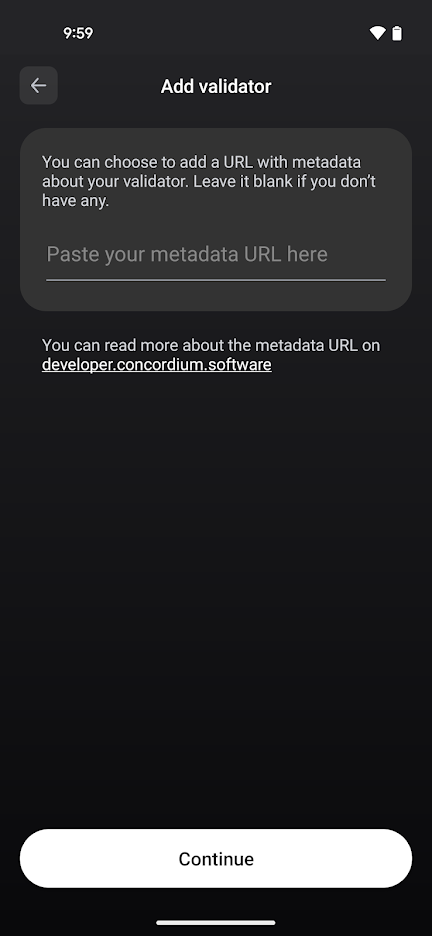 9:59
Add validator
You can choose to add a URL with metadata
about your validator. Leave it blank if you don’t
have any.
Paste your metadata URL here
You can read more about the metadata URL on
developer.concordium.software
Continue